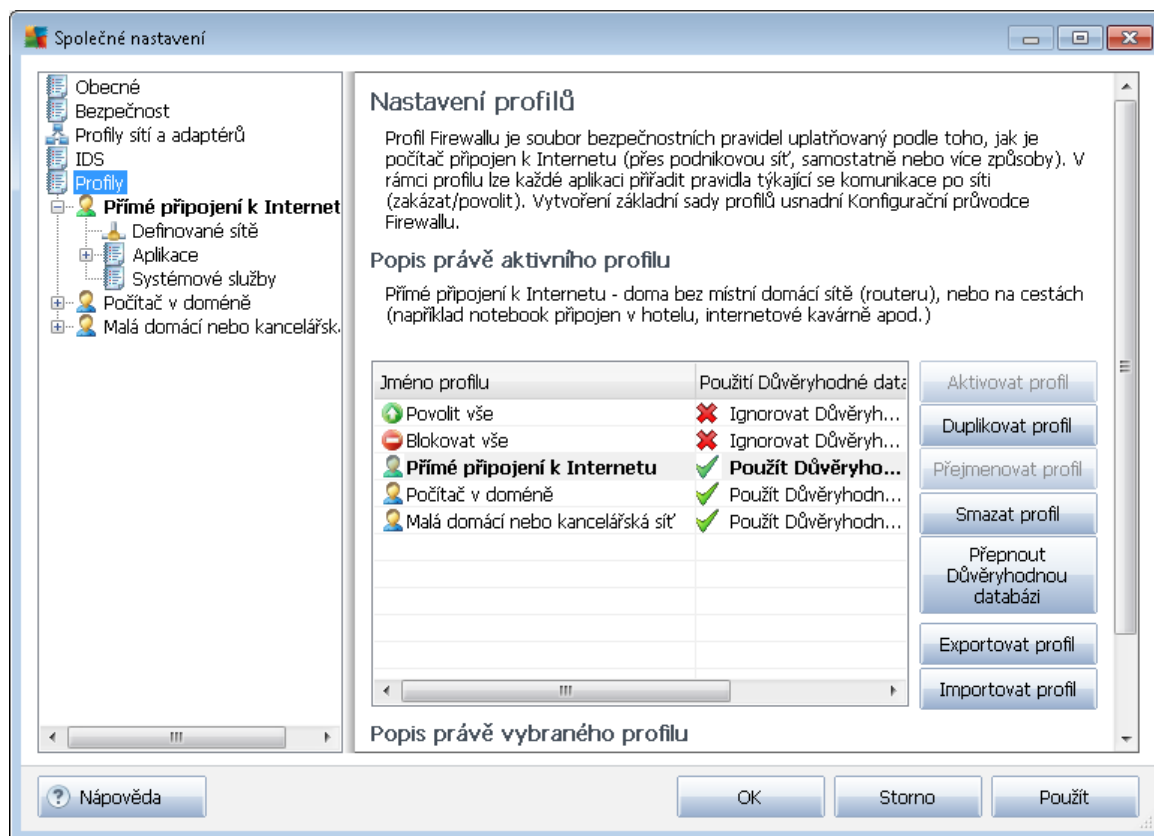 Společné nastavení
Obecné
Bezpečnost
Profily sítí a adaptérů
IDS
Profily
Přímé připojení k Internet
Definované sítě
Aplikace
Systémové služby
Počítač v doméně
Malá domácí nebo kancelářsk
Nastavení profilů
Profil Firewallu je soubor bezpečnostních pravidel uplatňovaný podle toho, jak je
počítač připojen k Internetu (přes podnikovou síť, samostatně nebo více způsoby). V
rámci profilu lze každé aplikaci přiřadit pravidla týkající se komunikace po síti
(zakázat/povolit). Vytvoření základní sady profilů usnadní Konfigurační průvodce
Firewallu.
Popis právě aktivního profilu
Přímé připojení k Internetu - doma bez místní domácí sítě (routeru), nebo na cestách
(například notebook připojen v hotelu, internetové kavárně apod.)
Jméno profilu Použití Důvěryhodné data
Povolit vše Ignorovat Důvěryh...
Blokovat vše Ignorovat Důvěryh...
Přímé připojení k Internetu Použít Důvěryho...
Počítač v doméně Použít Důvěryhodn...
Malá domácí nebo kancelářská síť Použít Důvěryhodn...
Aktivovat profil
Duplikovat profil
Přejmenovat profil
Smazat profil
Přepnout
Důvěryhodnou
databázi
Exportovat profil
Importovat profil
Popis právě vybraného profilu
Nápověda
OK
Storno
Použít